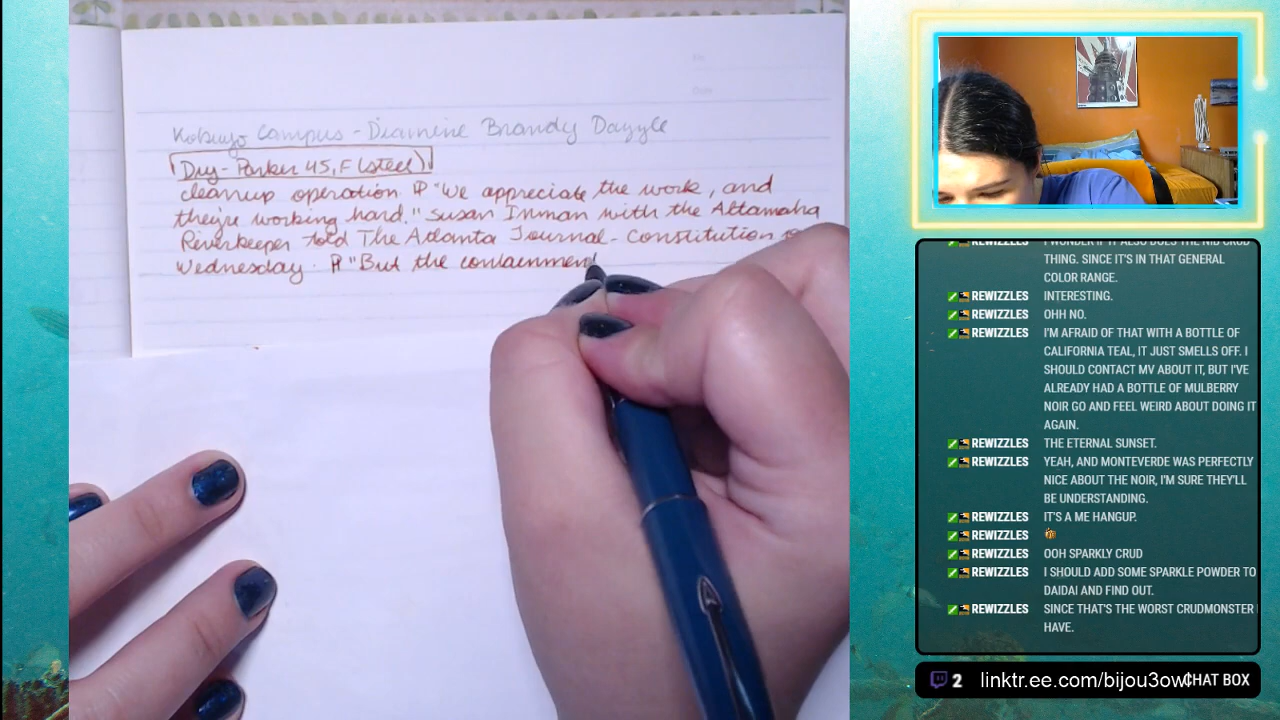 Kokuyo Campus - Diamine Brandy Dazzle
Dry - Parker 45, F (steel)
cleanup operation. ¶ "We appreciate the work, and
they're working hard." Susan Inman with the Altamaha
Riverkeeper told The Atlanta Journal-Constitution
Wednesday. ¶ "But the containment
REWIZZLES I WONDER IF IT ALSO DOES THE NIB CRUD
THING. SINCE IT'S IN THAT GENERAL
COLOR RANGE.
REWIZZLES INTERESTING.
REWIZZLES OHH NO.
REWIZZLES I'M AFRAID OF THAT WITH A BOTTLE OF
CALIFORNIA TEAL, IT JUST SMELLS OFF. I
SHOULD CONTACT MV ABOUT IT, BUT I'VE
ALREADY HAD A BOTTLE OF MULBERRY
NOIR GO AND FEEL WEIRD ABOUT DOING IT
AGAIN.
REWIZZLES THE ETERNAL SUNSET.
REWIZZLES YEAH, AND MONTEVERDE WAS PERFECTLY
NICE ABOUT THE NOIR, I'M SURE THEY'LL
BE UNDERSTANDING.
REWIZZLES IT'S A ME HANGUP.
REWIZZLES
REWIZZLES OOH SPARKLY CRUD
REWIZZLES I SHOULD ADD SOME SPARKLE POWDER TO
DAIDAI AND FIND OUT.
REWIZZLES SINCE THAT'S THE WORST CRUDMONSTER I
HAVE.
2 linktr.ee.com/bijou3owl CHAT BOX